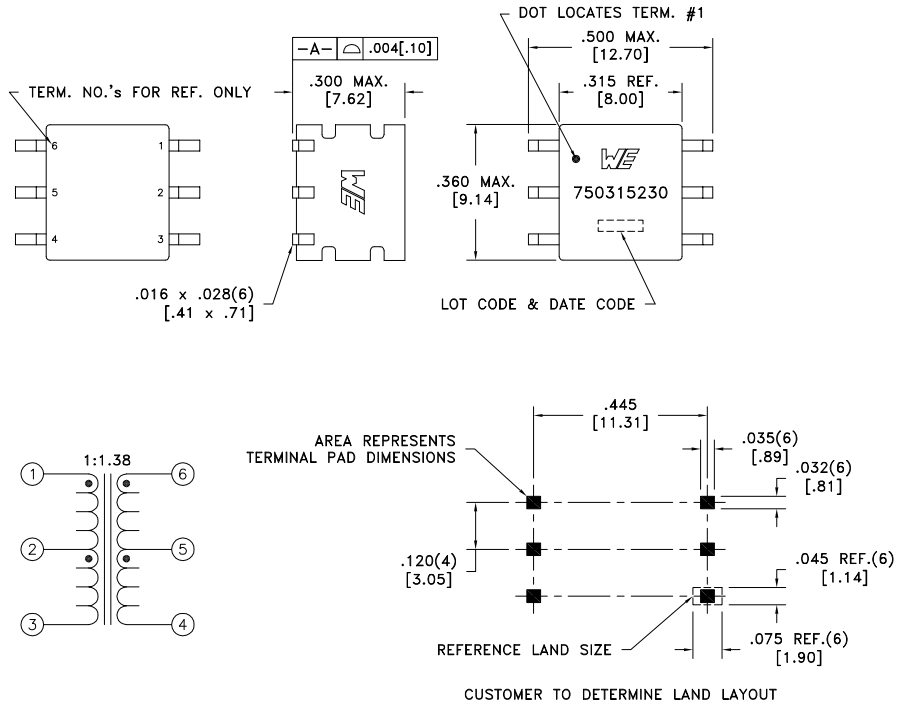 DOT LOCATES TERM. #1
.500 MAX.
[12.70]
.315 REF.
[8.00]
-A- ⌓ .004[.10]
.300 MAX.
[7.62]
TERM. NO.'s FOR REF. ONLY
6 1
5 2
4 3
WE
WE
750315230
.360 MAX.
[9.14]
.016 x .028(6)
[.41 x .71]
LOT CODE & DATE CODE
1:1.38
1 6
2 5
3 4
.445
[11.31]
AREA REPRESENTS
TERMINAL PAD DIMENSIONS
.035(6)
[.89]
.032(6)
[.81]
.120(4)
[3.05]
.045 REF.(6)
[1.14]
REFERENCE LAND SIZE
.075 REF.(6)
[1.90]
CUSTOMER TO DETERMINE LAND LAYOUT